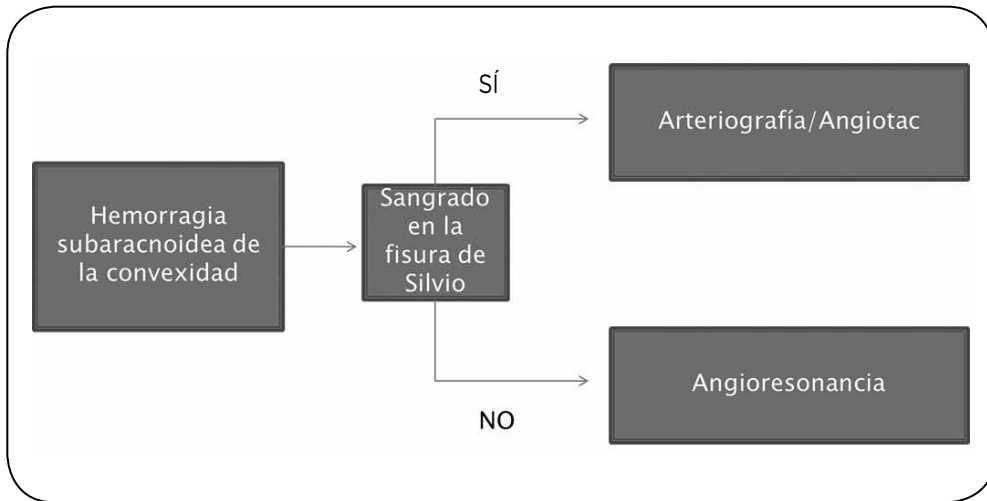 Hemorragia
subaracnoidea de
la convexidad
Sangrado
en la
fisura de
Silvio
SÍ
Arteriografía/Angiotac
NO
Angioresonancia